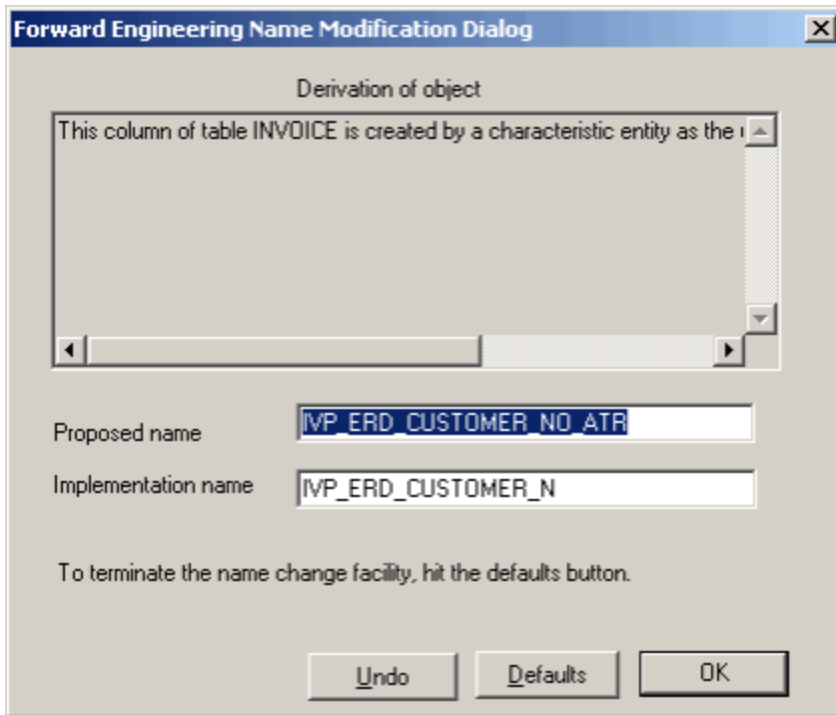 Forward Engineering Name Modification Dialog
Derivation of object
This column of table INVOICE is created by a characteristic entity as the
Proposed name
IVP_ERD_CUSTOMER_NO_ATR
Implementation name
IVP_ERD_CUSTOMER_N
To terminate the name change facility, hit the defaults button.
Undo
Defaults
OK